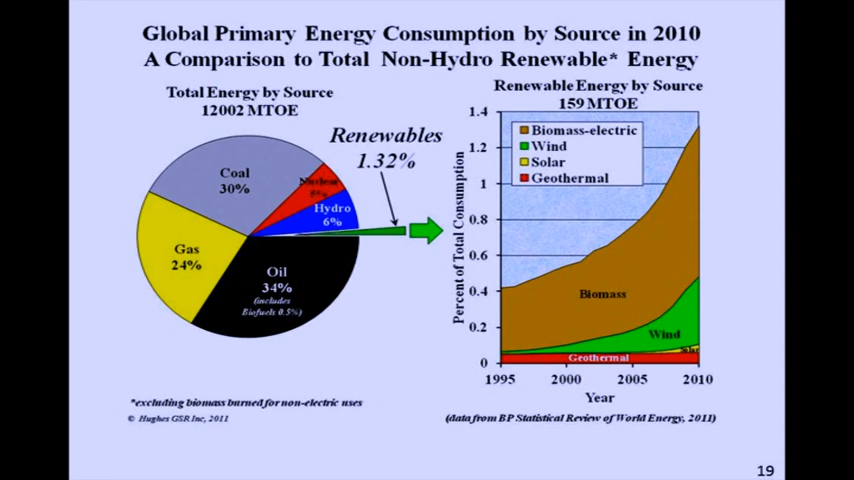 Global Primary Energy Consumption by Source in 2010
A Comparison to Total Non-Hydro Renewable* Energy
Total Energy by Source
12002 MTOE
Renewables
1.32%
Coal
30%
Nuclear
Hydro
6%
Gas
24%
Oil
34%
(includes
Biofuels 0.5%)
Renewable Energy by Source
159 MTOE
1.4
1.2
1
0.8
0.6
0.4
0.2
0
Percent of Total Consumption
Biomass-electric
Wind
Solar
Geothermal
Biomass
Wind
Solar
Geothermal
1995
2000
2005
2010
Year
*excluding biomass burned for non-electric uses
© Hughes GSR Inc, 2011
(data from BP Statistical Review of World Energy, 2011)
19